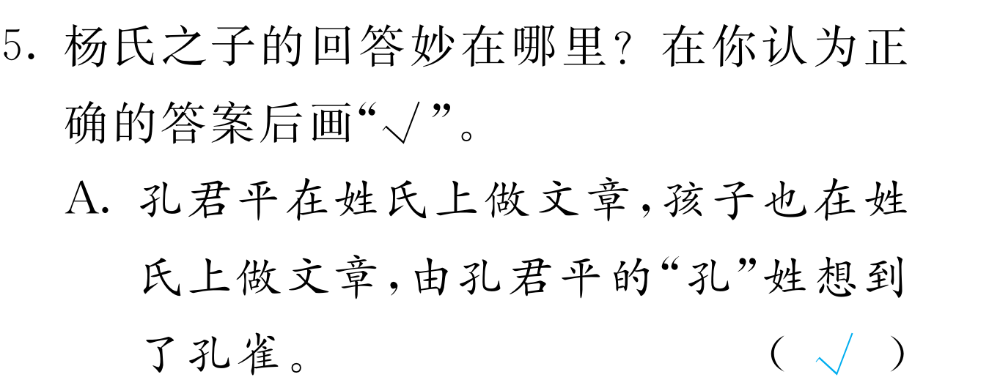 5. 杨氏之子的回答妙在哪里？在你认为正
确的答案后画“√”。
A. 孔君平在姓氏上做文章,孩子也在姓
氏上做文章,由孔君平的“孔”姓想到
了孔雀。 （ √ ）